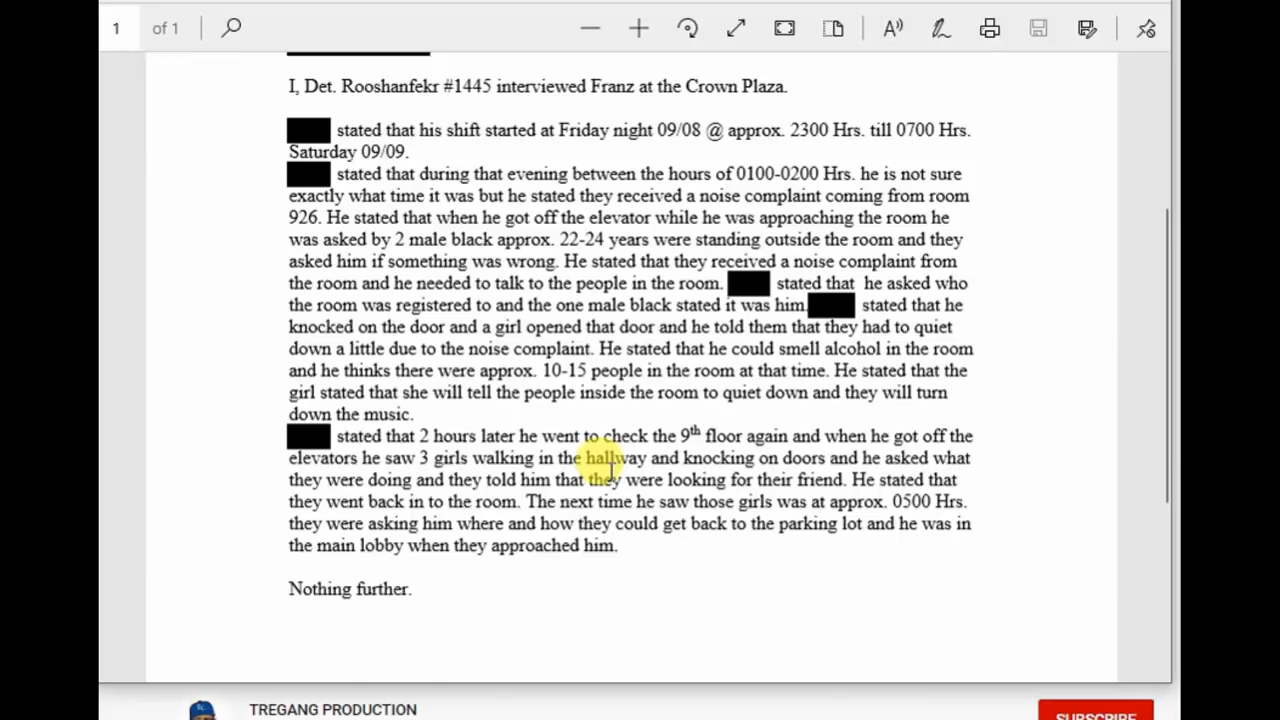 1 of 1
I, Det. Rooshanfekr #1445 interviewed Franz at the Crown Plaza.
stated that his shift started at Friday night 09/08 @ approx. 2300 Hrs. till 0700 Hrs.
Saturday 09/09.
stated that during that evening between the hours of 0100-0200 Hrs. he is not sure
exactly what time it was but he stated they received a noise complaint coming from room
926. He stated that when he got off the elevator while he was approaching the room he
was asked by 2 male black approx. 22-24 years were standing outside the room and they
asked him if something was wrong. He stated that they received a noise complaint from
the room and he needed to talk to the people in the room. stated that he asked who
the room was registered to and the one male black stated it was him. stated that he
knocked on the door and a girl opened that door and he told them that they had to quiet
down a little due to the noise complaint. He stated that he could smell alcohol in the room
and he thinks there were approx. 10-15 people in the room at that time. He stated that the
girl stated that she will tell the people inside the room to quiet down and they will turn
down the music.
stated that 2 hours later he went to check the 9th floor again and when he got off the
elevators he saw 3 girls walking in the hallway and knocking on doors and he asked what
they were doing and they told him that they were looking for their friend. He stated that
they went back in to the room. The next time he saw those girls was at approx. 0500 Hrs.
they were asking him where and how they could get back to the parking lot and he was in
the main lobby when they approached him.
Nothing further.
TREGANG PRODUCTION
SUBSCRIBE